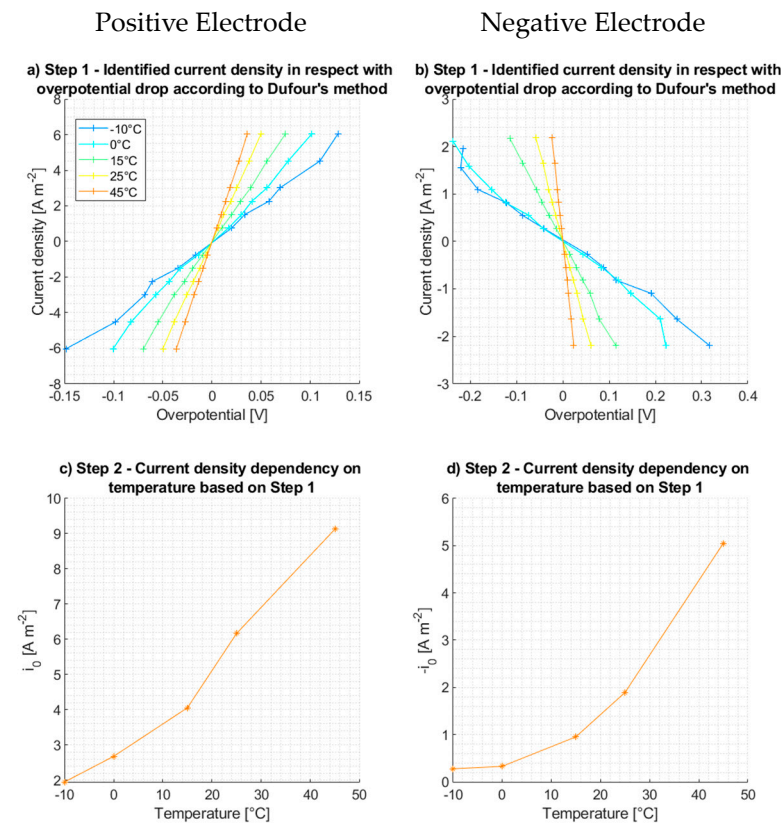 Positive Electrode
Negative Electrode
a) Step 1 - Identified current density in respect with
overpotential drop according to Dufour's method
8
6
4
2
0
-2
-4
-6
-8
Curent density [A m⁻²]
-10°C
0°C
15°C
25°C
45°C
-0.15 -0.1 -0.05 0 0.05 0.1 0.15
Overpotential [V]
b) Step 1 - Identified current density in respect with
overpotential drop according to Dufour's method
3
2
1
0
-1
-2
-3
Curent density [A m⁻²]
-0.2 -0.1 0 0.1 0.2 0.3 0.4
Overpotential [V]
c) Step 2 - Current density dependency on
temperature based on Step 1
10
9
8
7
6
5
4
3
2
i₀ [A m⁻²]
-10 0 10 20 30 40 50
Temperature [°C]
d) Step 2 - Current density dependency on
temperature based on Step 1
6
5
4
3
2
1
0
-i₀ [A m⁻²]
-10 0 10 20 30 40 50
Temperature [°C]